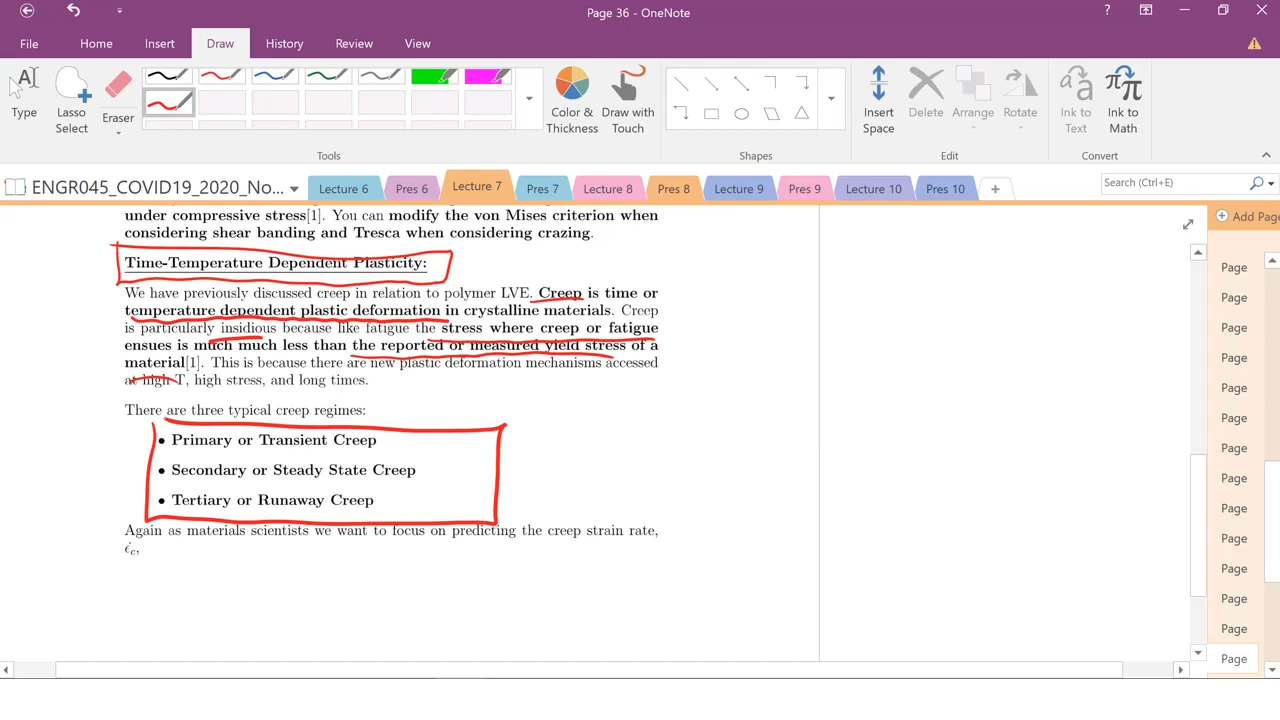 Page 36 - OneNote
?
File Home Insert Draw History Review View
Type
Lasso Select
Eraser
Color & Thickness
Draw with Touch
Insert Space
Delete
Arrange
Rotate
Ink to Text
Ink to Math
Tools Shapes Edit Convert
ENGR045_COVID19_2020_No...
Lecture 6 Pres 6 Lecture 7 Pres 7 Lecture 8 Pres 8 Lecture 9 Pres 9 Lecture 10 Pres 10 +
Search (Ctrl+E)
Add Page
under compressive stress[1]. You can modify the von Mises criterion when
considering shear banding and Tresca when considering crazing.
Time-Temperature Dependent Plasticity:
We have previously discussed creep in relation to polymer LVE. Creep is time or
temperature dependent plastic deformation in crystalline materials. Creep
is particularly insidious because like fatigue the stress where creep or fatigue
ensues is much much less than the reported or measured yield stress of a
material[1]. This is because there are new plastic deformation mechanisms accessed
at high T, high stress, and long times.
There are three typical creep regimes:
• Primary or Transient Creep
• Secondary or Steady State Creep
• Tertiary or Runaway Creep
Again as materials scientists we want to focus on predicting the creep strain rate,
ϵ̇c,
Page
Page
Page
Page
Page
Page
Page
Page
Page
Page
Page
Page
Page
Page